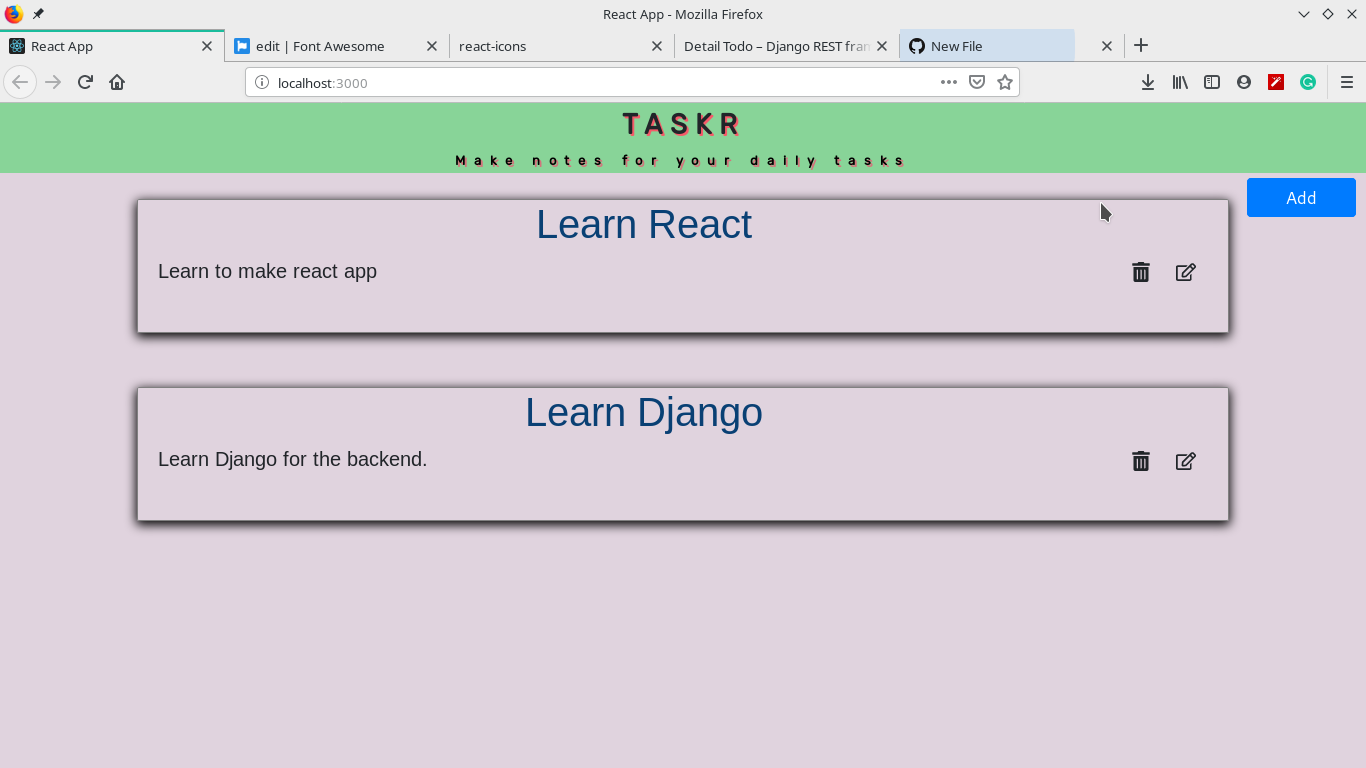 React App - Mozilla Firefox
React App
edit | Font Awesome
react-icons
Detail Todo – Django REST fran
New File
localhost:3000
TASKR
Make notes for your daily tasks
Add
Learn React
Learn to make react app
Learn Django
Learn Django for the backend.